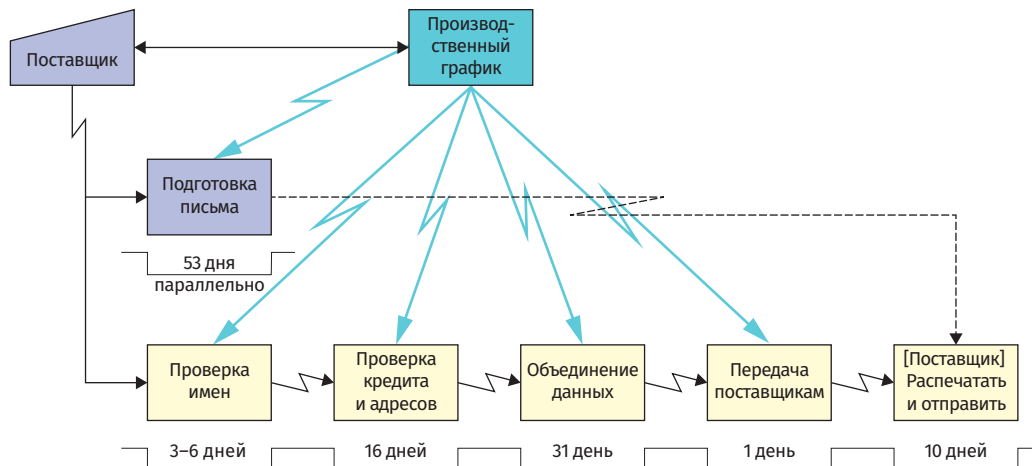 Поставщик
Производ-
ственный
график
Подготовка
письма
53 дня
параллельно
Проверка
имен
Проверка
кредита
и адресов
Объединение
данных
Передача
поставщикам
[Поставщик]
Распечатать
и отправить
3–6 дней
16 дней
31 день
1 день
10 дней